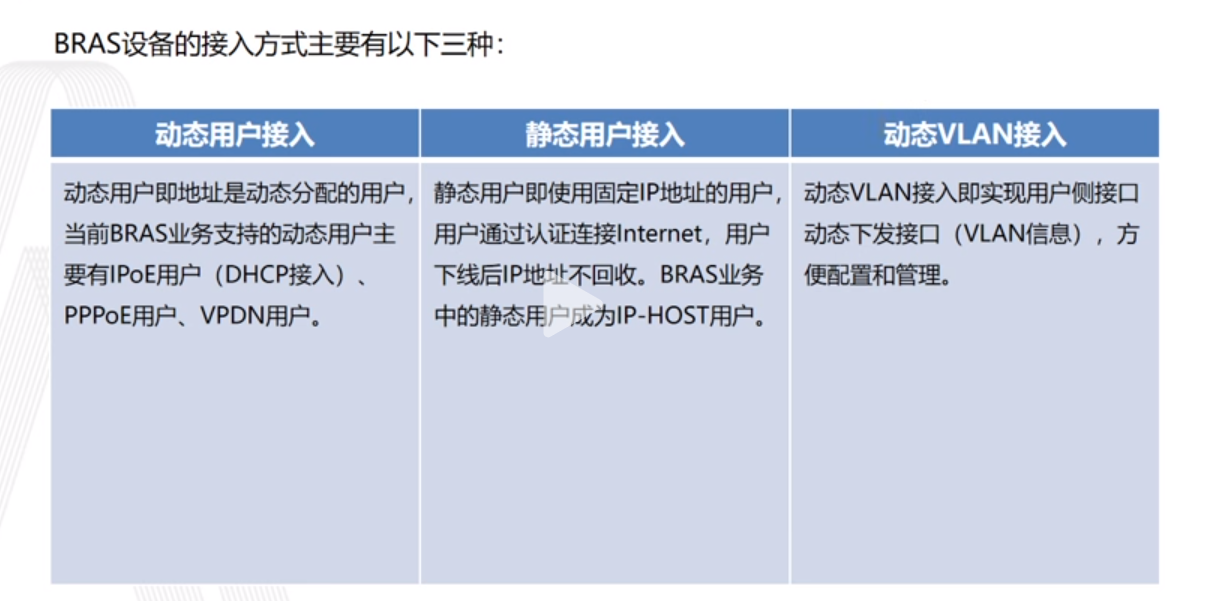 BRAS设备的接入方式主要有以下三种：
动态用户接入
动态用户即地址是动态分配的用户，
当前BRAS业务支持的动态用户主
要有IPoE用户（DHCP接入）、
PPPoE用户、VPDN用户。
静态用户接入
静态用户即使用固定IP地址的用户，
用户通过认证连接Internet，用户
下线后IP地址不回收。BRAS业务
中的静态用户成为IP-HOST用户。
动态VLAN接入
动态VLAN接入即实现用户侧接口
动态下发接口（VLAN信息），方
便配置和管理。